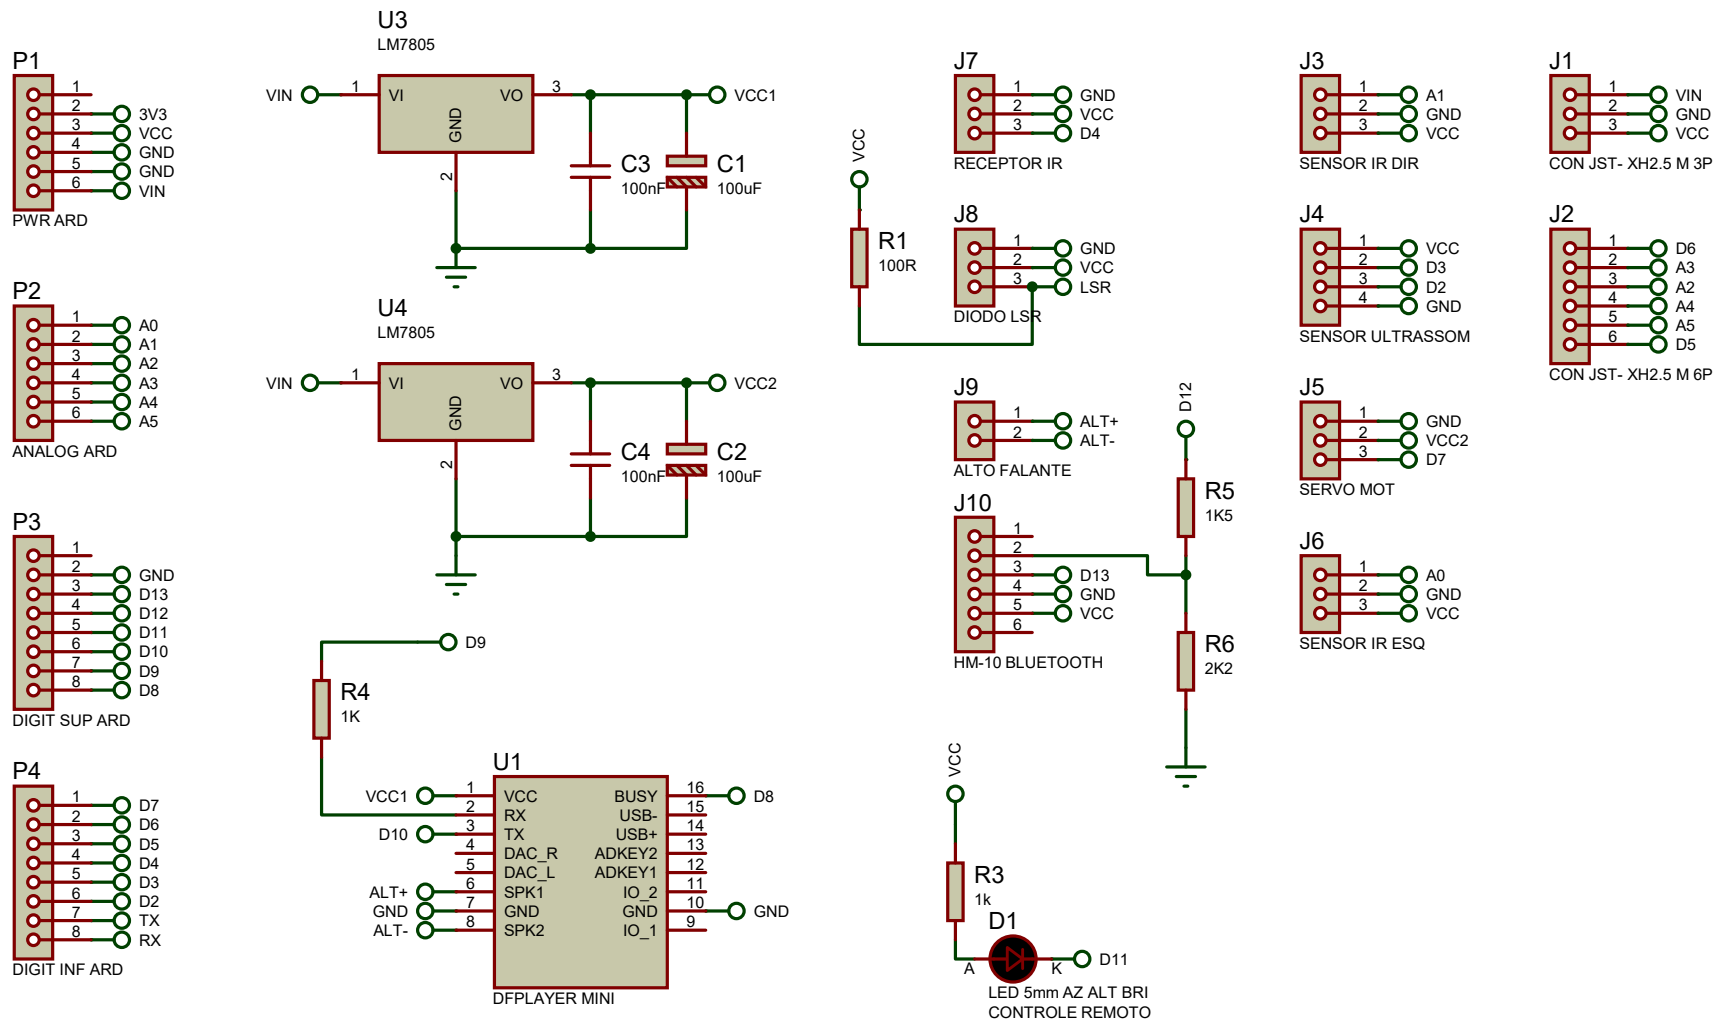 P1
1
2 3V3
3 VCC
4 GND
5 GND
6 VIN
PWR ARD
P2
1 A0
2 A1
3 A2
4 A3
5 A4
6 A5
ANALOG ARD
P3
1
2 GND
3 D13
4 D12
5 D11
6 D10
7 D9
8 D8
DIGIT SUP ARD
P4
1 D7
2 D6
3 D5
4 D4
5 D3
6 D2
7 TX
8 RX
DIGIT INF ARD
U3
LM7805
VIN 1 VI VO 3 VCC1
GND
2
C3
100nF
C1
100uF
U4
LM7805
VIN 1 VI VO 3 VCC2
GND
2
C4
100nF
C2
100uF
D9
R4
1K
U1
VCC1 1 VCC BUSY 16 D8
2 RX USB- 15
D10 3 TX USB+ 14
4 DAC_R ADKEY2 13
5 DAC_L ADKEY1 12
ALT+ 6 SPK1 IO_2 11
GND 7 GND GND 10 GND
ALT- 8 SPK2 IO_1 9
DFPLAYER MINI
VCC
R1
100R
J7
1 GND
2 VCC
3 D4
RECEPTOR IR
J8
1 GND
2 VCC
3 LSR
DIODO LSR
J9
1 ALT+
2 ALT-
ALTO FALANTE
J10
1
2
3 D13
4 GND
5 VCC
6
HM-10 BLUETOOTH
D12
R5
1K5
R6
2K2
VCC
R3
1k
D1
A K D11
LED 5mm AZ ALT BRI
CONTROLE REMOTO
J3
1 A1
2 GND
3 VCC
SENSOR IR DIR
J4
1 VCC
2 D3
3 D2
4 GND
SENSOR ULTRASSOM
J5
1 GND
2 VCC2
3 D7
SERVO MOT
J6
1 A0
2 GND
3 VCC
SENSOR IR ESQ
J1
1 VIN
2 GND
3 VCC
CON JST- XH2.5 M 3P
J2
1 D6
2 A3
3 A2
4 A4
5 A5
6 D5
CON JST- XH2.5 M 6P